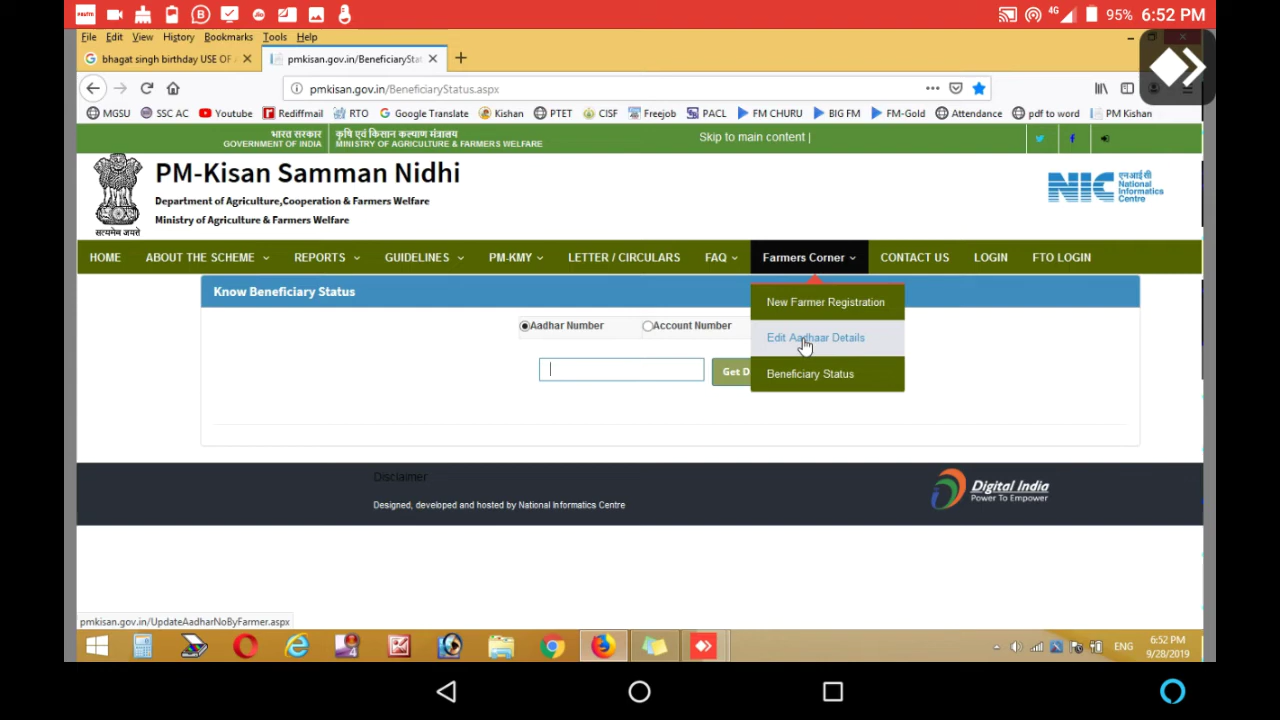 Paytm
4G 95% 6:52 PM
File Edit View History Bookmarks Tools Help
bhagat singh birthday USE OF
pmkisan.gov.in/BeneficiarySta
pmkisan.gov.in/BeneficiaryStatus.aspx
MGSU SSC AC Youtube Rediffmail RTO Google Translate Kishan PTET CISF Freejob PACL FM CHURU BIG FM FM-Gold Attendance pdf to word PM Kishan
भारत सरकार
GOVERNMENT OF INDIA
कृषि एवं किसान कल्याण मंत्रालय
MINISTRY OF AGRICULTURE & FARMERS WELFARE
Skip to main content |
PM-Kisan Samman Nidhi
Department of Agriculture,Cooperation & Farmers Welfare
Ministry of Agriculture & Farmers Welfare
सत्यमेव जयते
NIC
एनआईसी
National
Informatics
Centre
HOME ABOUT THE SCHEME REPORTS GUIDELINES PM-KMY LETTER / CIRCULARS FAQ Farmers Corner CONTACT US LOGIN FTO LOGIN
Know Beneficiary Status
New Farmer Registration
Edit Aadhaar Details
Beneficiary Status
Aadhar Number Account Number
Get D
Disclaimer
Designed, developed and hosted by National Informatics Centre
Digital India
Power To Empower
pmkisan.gov.in/UpdateAadharNoByFarmer.aspx
ENG
6:52 PM
9/28/2019